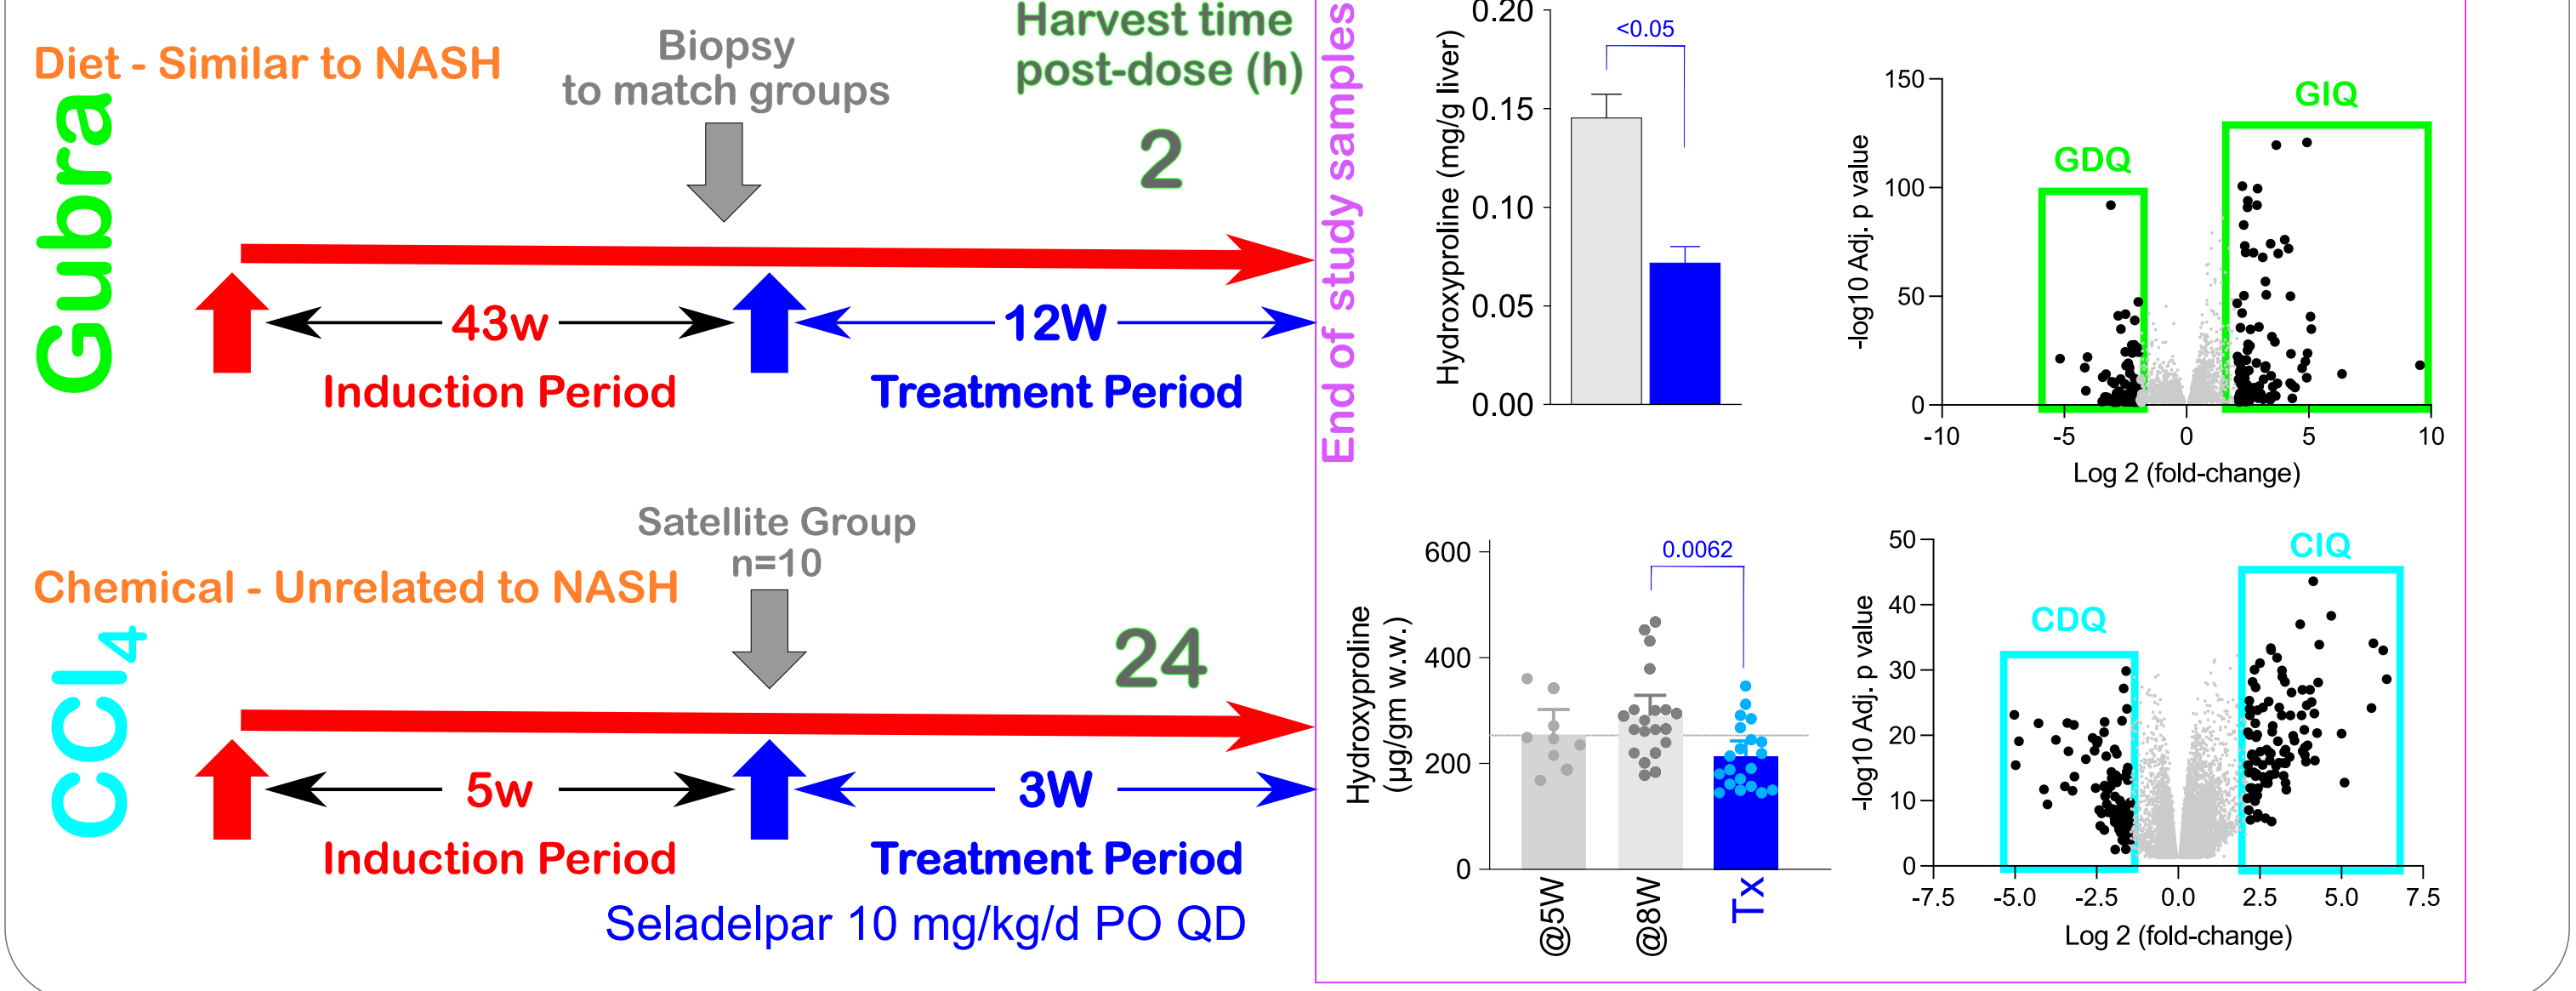 Diet - Similar to NASH
Gubra
Biopsy
to match groups
Harvest time
post-dose (h)
2
43w
12W
Induction Period
Treatment Period
Satellite Group
n=10
Chemical - Unrelated to NASH
CCl4
24
5w
3W
Induction Period
Treatment Period
Seladelpar 10 mg/kg/d PO QD
End of study samples
Hydroxyproline (mg/g liver)
0.20
0.15
0.10
0.05
0.00
<0.05
-log10 Adj. p value
150
100
50
0
GDQ
GIQ
-10
-5
0
5
10
Log 2 (fold-change)
Hydroxyproline
(µg/gm w.w.)
600
400
200
0
0.0062
@5W
@8W
Tx
-log10 Adj. p value
50
40
30
20
10
0
CDQ
CIQ
-7.5
-5.0
-2.5
0.0
2.5
5.0
7.5
Log 2 (fold-change)